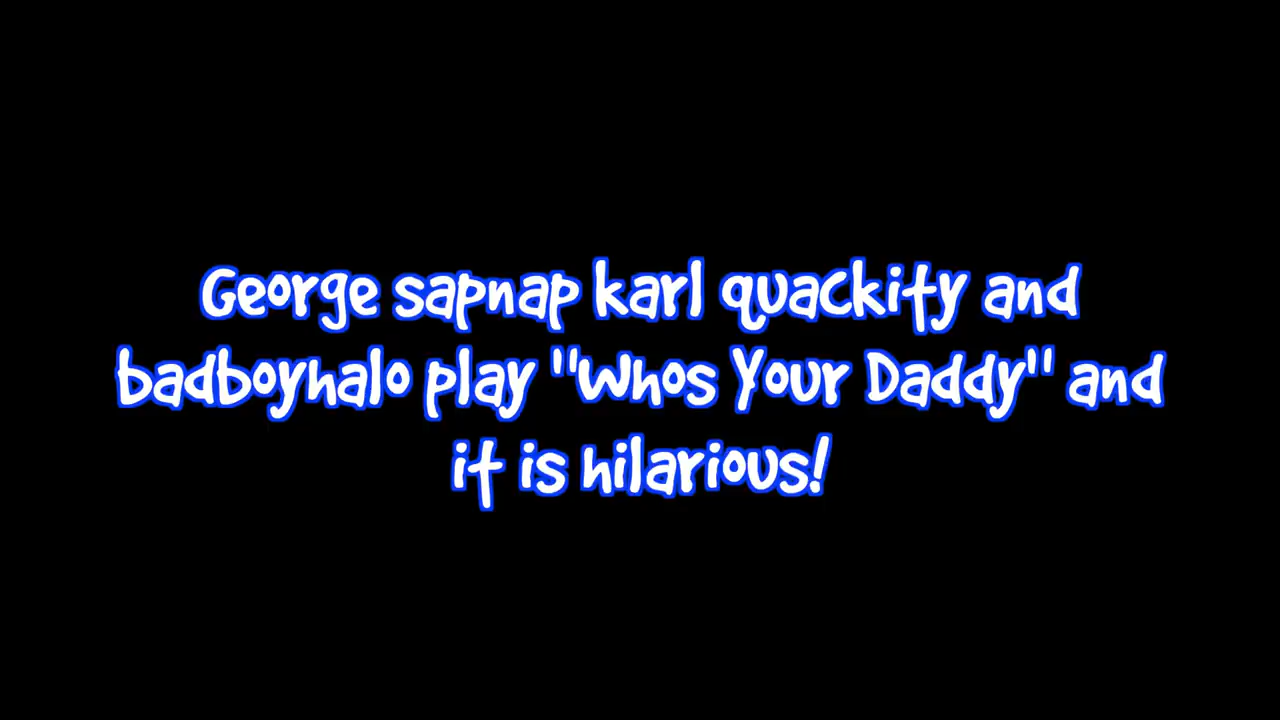 George sapnap karl quackity and
badboyhalo play "Whos Your Daddy" and
it is hilarious!